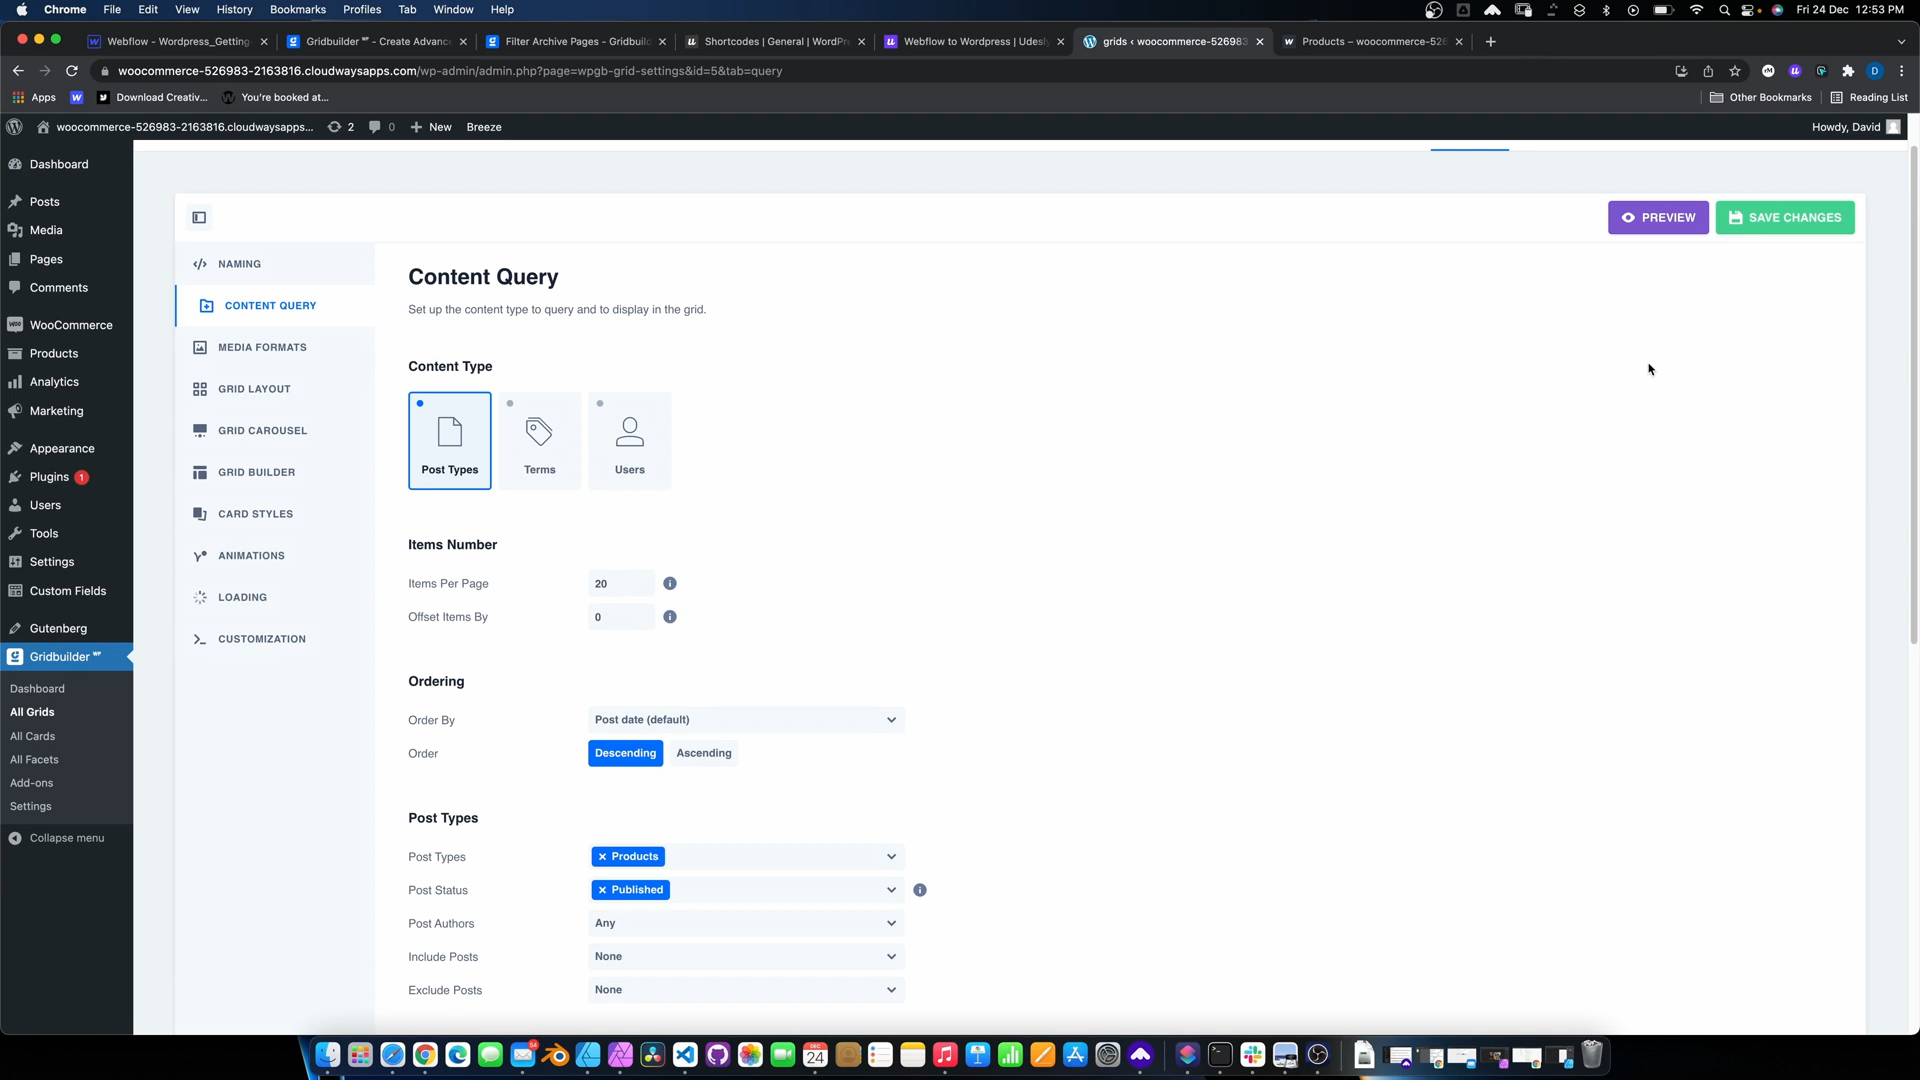 Chrome File Edit View History Bookmarks Profiles Tab Window Help Fri 24 Dec 12:53 PM
Webflow - Wordpress_Getting Gridbuilder ᵂᴾ - Create Advanc Filter Archive Pages - Gridbuild Shortcodes | General | WordPr Webflow to Wordpress | Udesly grids ‹ woocommerce-526983 Products – woocommerce-526
woocommerce-526983-2163816.cloudwaysapps.com/wp-admin/admin.php?page=wpgb-grid-settings&id=5&tab=query
Apps Download Creativ... You're booked at... Other Bookmarks Reading List
woocommerce-526983-2163816.cloudwaysapps... 2 0 New Breeze Howdy, David
Dashboard
Posts
Media
Pages
Comments
WooCommerce
Products
Analytics
Marketing
Appearance
Plugins 1
Users
Tools
Settings
Custom Fields
Gutenberg
Gridbuilder ᵂᴾ
Dashboard
All Grids
All Cards
All Facets
Add-ons
Settings
Collapse menu
PREVIEW SAVE CHANGES
NAMING
CONTENT QUERY
MEDIA FORMATS
GRID LAYOUT
GRID CAROUSEL
GRID BUILDER
CARD STYLES
ANIMATIONS
LOADING
CUSTOMIZATION
Content Query
Set up the content type to query and to display in the grid.
Content Type
Post Types Terms Users
Items Number
Items Per Page 20
Offset Items By 0
Ordering
Order By Post date (default)
Order Descending Ascending
Post Types
Post Types × Products
Post Status × Published
Post Authors Any
Include Posts None
Exclude Posts None